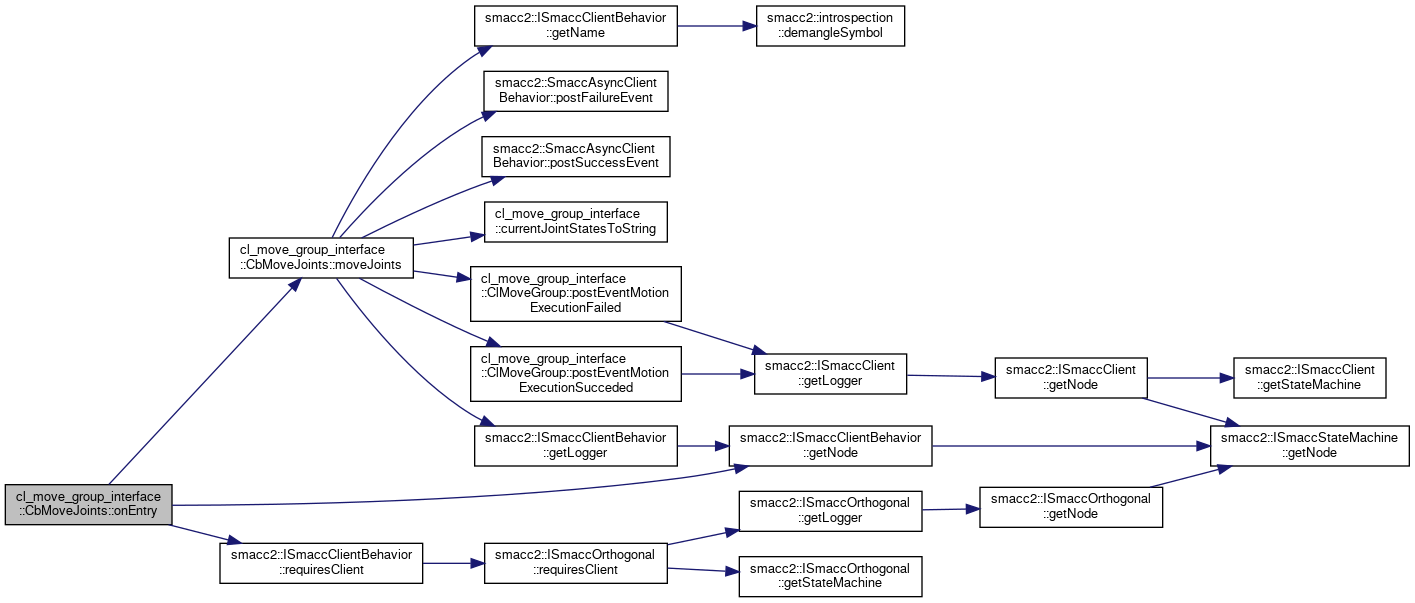 smacc2::ISmaccClientBehavior
::getName
smacc2::introspection
::demangleSymbol
smacc2::SmaccAsyncClient
Behavior::postFailureEvent
smacc2::SmaccAsyncClient
Behavior::postSuccessEvent
cl_move_group_interface
::currentJointStatesToString
cl_move_group_interface
::CbMoveJoints::moveJoints
cl_move_group_interface
::ClMoveGroup::postEventMotion
ExecutionFailed
cl_move_group_interface
::ClMoveGroup::postEventMotion
ExecutionSucceded
smacc2::ISmaccClient
::getLogger
smacc2::ISmaccClient
::getNode
smacc2::ISmaccClient
::getStateMachine
smacc2::ISmaccClientBehavior
::getLogger
smacc2::ISmaccClientBehavior
::getNode
smacc2::ISmaccStateMachine
::getNode
cl_move_group_interface
::CbMoveJoints::onEntry
smacc2::ISmaccOrthogonal
::getLogger
smacc2::ISmaccOrthogonal
::getNode
smacc2::ISmaccClientBehavior
::requiresClient
smacc2::ISmaccOrthogonal
::requiresClient
smacc2::ISmaccOrthogonal
::getStateMachine